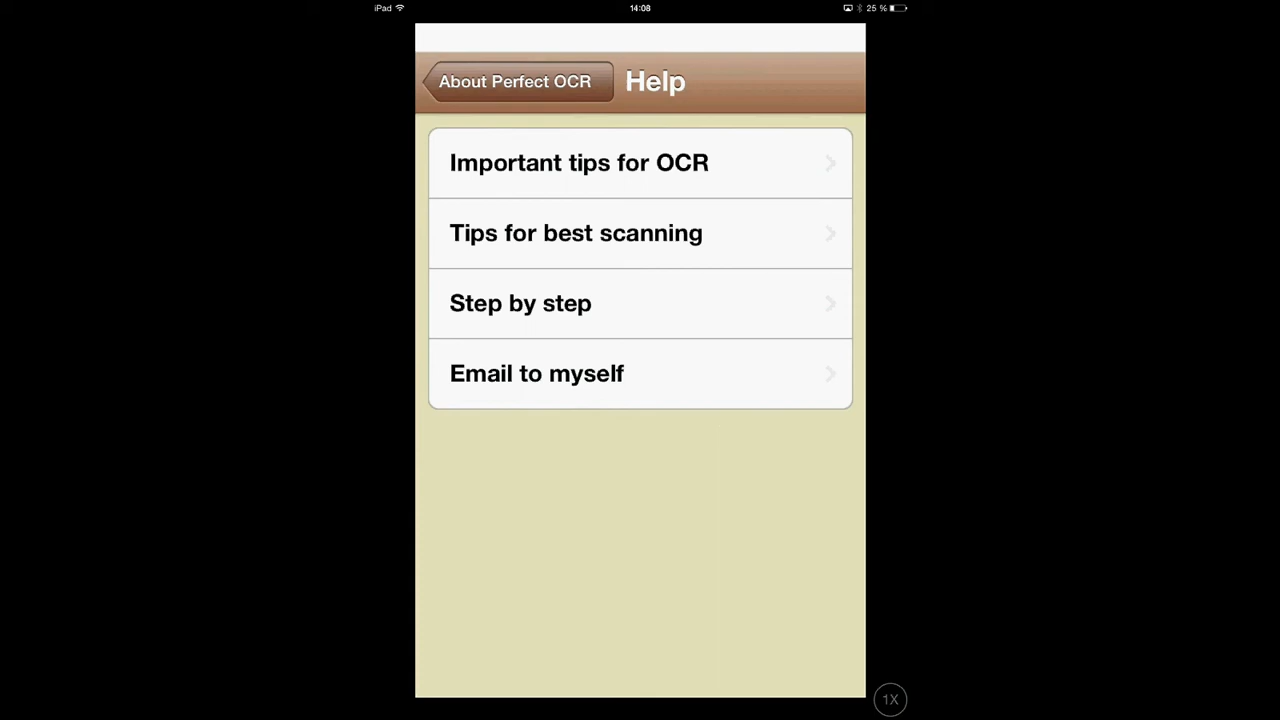 iPad 14:08 25 %
About Perfect OCR Help
Important tips for OCR
Tips for best scanning
Step by step
Email to myself
1X